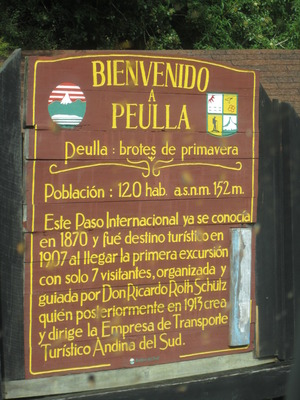 BIENVENIDO
A
PEULLA
Peulla : brotes de primavera
Población : 120 hab. a.s.n.m. 152 m.
Este Paso Internacional ya se conocía
en 1870 y fué destino turístico en
1907 al llegar la primera excursión
con solo 7 visitantes, organizada y
guiada por Don Ricardo Roth Schütz
quién posteriormente en 1913 crea
y dirige la Empresa de Transporte
Turístico Andina del Sud.